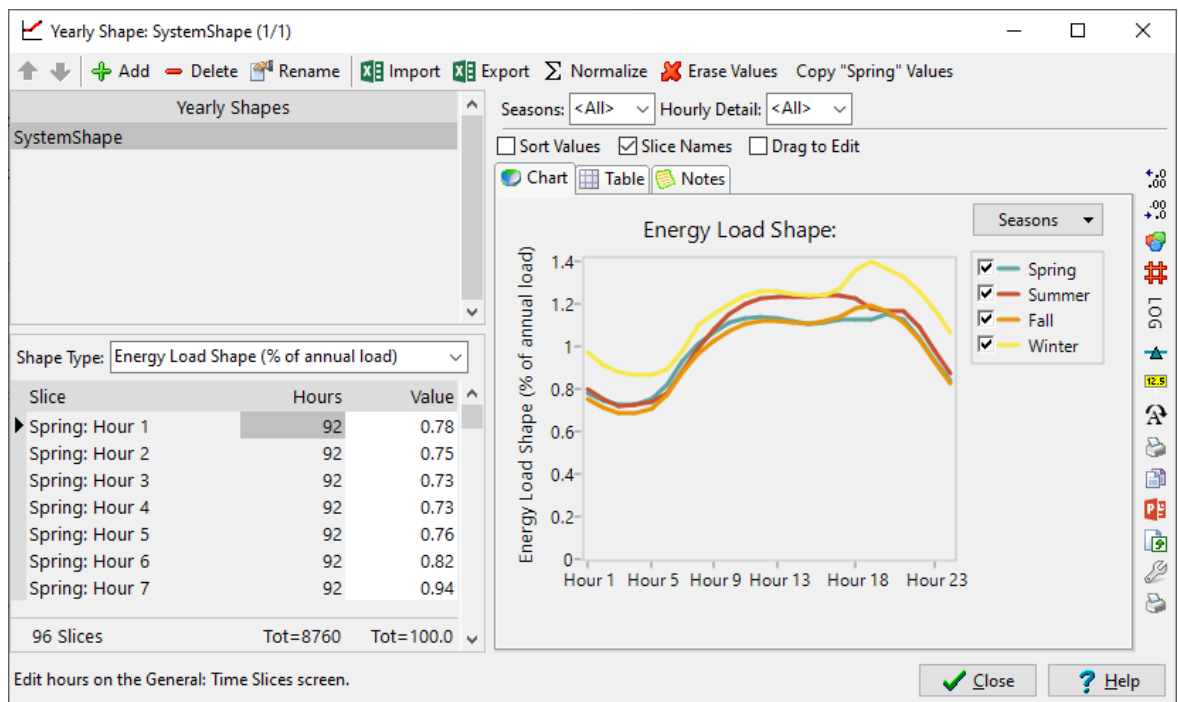 Yearly Shape: SystemShape (1/1)
Add Delete Rename Import Export Normalize Erase Values Copy "Spring" Values
Yearly Shapes
SystemShape
Shape Type: Energy Load Shape (% of annual load)
Slice Hours Value
Spring: Hour 1 92 0.78
Spring: Hour 2 92 0.75
Spring: Hour 3 92 0.73
Spring: Hour 4 92 0.73
Spring: Hour 5 92 0.76
Spring: Hour 6 92 0.82
Spring: Hour 7 92 0.94
96 Slices Tot=8760 Tot=100.0
Seasons: <All> Hourly Detail: <All>
Sort Values Slice Names Drag to Edit
Chart Table Notes
Energy Load Shape:
Seasons
Spring
Summer
Fall
Winter
Energy Load Shape (% of annual load)
1.4
1.2
1
0.8
0.6
0.4
0.2
0
Hour 1 Hour 5 Hour 9 Hour 13 Hour 18 Hour 23
.0
.00
.00
.0
LOG
12.5
A
Edit hours on the General: Time Slices screen.
Close Help